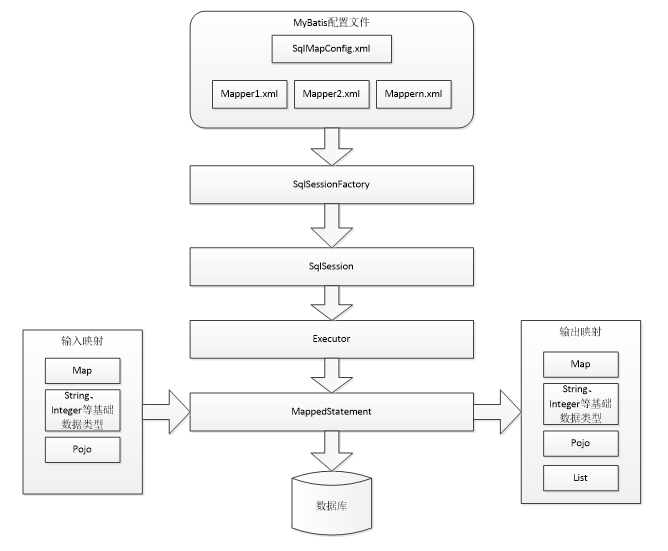 MyBatis配置文件
SqlMapConfig.xml
Mapper1.xml
Mapper2.xml
Mappern.xml
SqlSessionFactory
SqlSession
Executor
输入映射
Map
String、
Integer等基础
数据类型
Pojo
MappedStatement
输出映射
Map
String、
Integer等基础
数据类型
Pojo
List
数据库